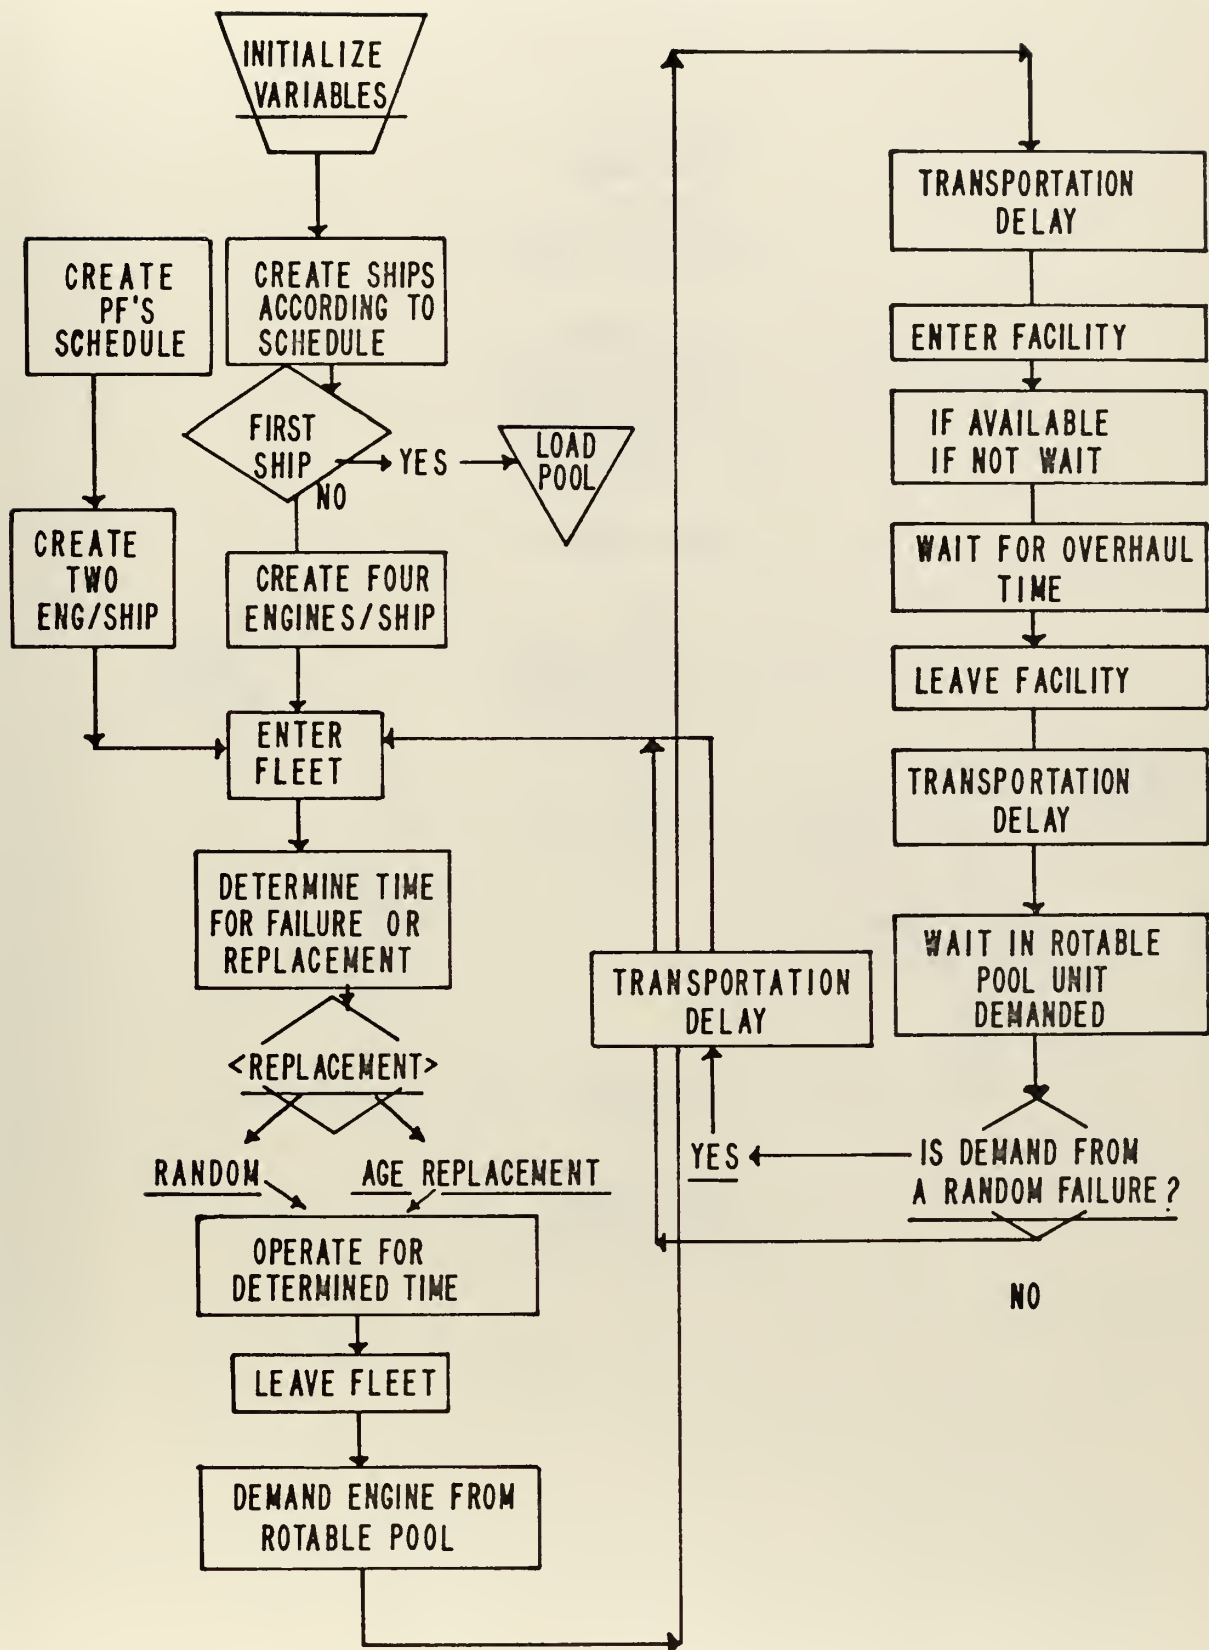 INITIALIZE
VARIABLES
CREATE
PF'S
SCHEDULE
CREATE SHIPS
ACCORDING TO
SCHEDULE
FIRST
SHIP
YES
NO
LOAD
POOL
CREATE
TWO
ENG/SHIP
CREATE FOUR
ENGINES/SHIP
ENTER
FLEET
DETERMINE TIME
FOR FAILURE OR
REPLACEMENT
<REPLACEMENT>
RANDOM
AGE REPLACEMENT
OPERATE FOR
DETERMINED TIME
LEAVE FLEET
DEMAND ENGINE FROM
ROTABLE POOL
TRANSPORTATION
DELAY
ENTER FACILITY
IF AVAILABLE
IF NOT WAIT
WAIT FOR OVERHAUL
TIME
LEAVE FACILITY
TRANSPORTATION
DELAY
WAIT IN ROTABLE
POOL UNIT
DEMANDED
IS DEMAND FROM
A RANDOM FAILURE?
YES
NO
TRANSPORTATION
DELAY